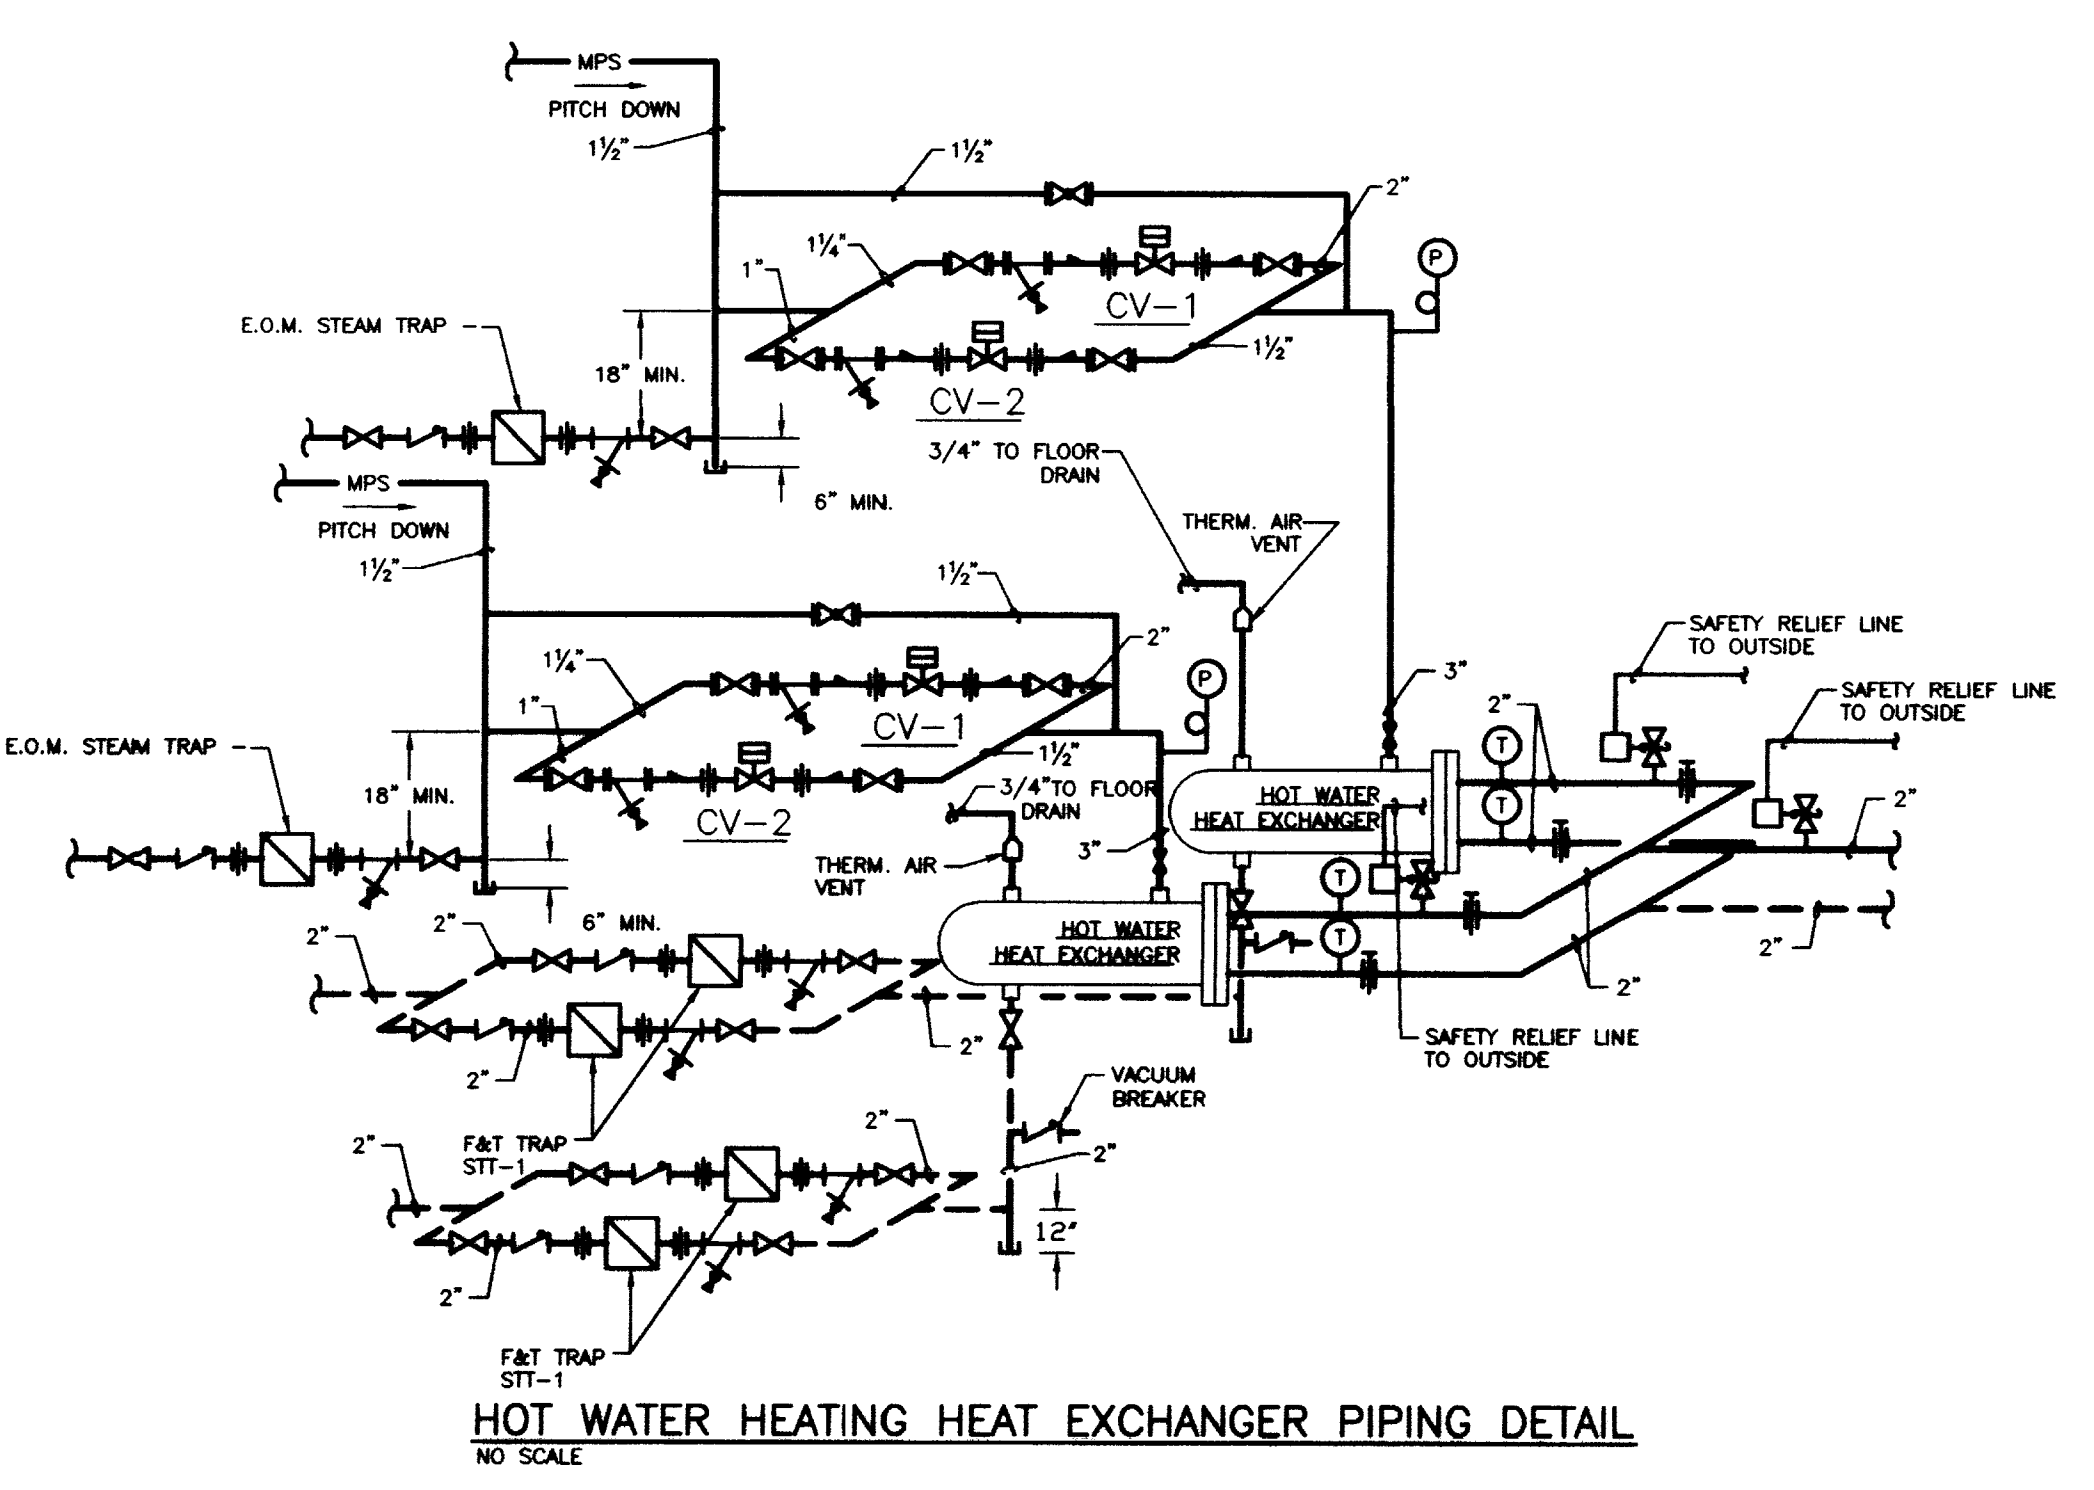 MPS
PITCH DOWN
1½"
1½"
2"
1¼"
1"
P
CV-1
E.O.M. STEAM TRAP
18" MIN.
1½"
CV-2
3/4" TO FLOOR
DRAIN
6" MIN.
MPS
PITCH DOWN
THERM. AIR
VENT
1½"
1½"
2"
SAFETY RELIEF LINE
TO OUTSIDE
1¼"
P
3"
1"
2"
SAFETY RELIEF LINE
TO OUTSIDE
CV-1
E.O.M. STEAM TRAP
1½"
T
18" MIN.
3/4"TO FLOOR
DRAIN
HOT WATER
HEAT EXCHANGER
T
2"
CV-2
3"
THERM. AIR
VENT
T
6" MIN.
2"
2"
HOT WATER
HEAT EXCHANGER
T
2"
2"
2"
2"
SAFETY RELIEF LINE
TO OUTSIDE
2"
VACUUM
BREAKER
F&T TRAP
STT-1
2"
2"
2"
12"
2"
F&T TRAP
STT-1
HOT WATER HEATING HEAT EXCHANGER PIPING DETAIL
NO SCALE